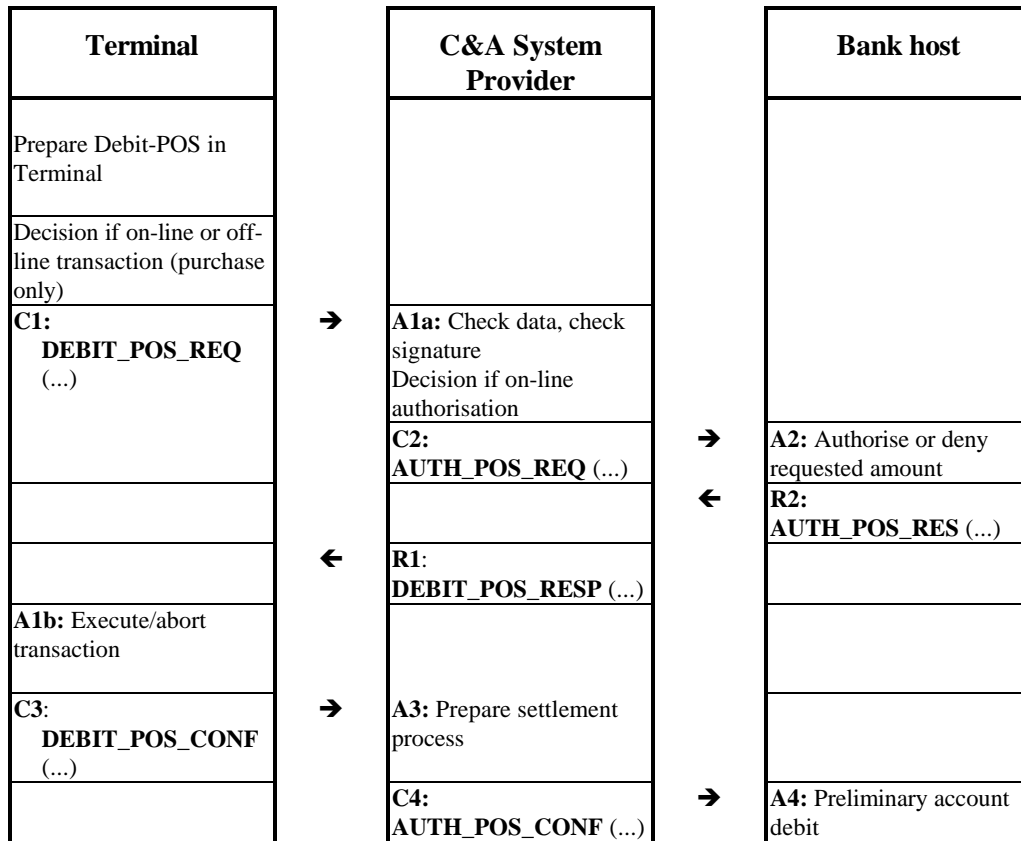 Terminal
C&A System
Provider
Bank host
Prepare Debit-POS in
Terminal
Decision if on-line or off-
line transaction (purchase
only)
C1:
DEBIT_POS_REQ
(...)
➔
A1a: Check data, check
signature
Decision if on-line
authorisation
C2:
AUTH_POS_REQ (...)
➔
A2: Authorise or deny
requested amount
🡸
R2:
AUTH_POS_RES (...)
🡸
R1:
DEBIT_POS_RESP (...)
A1b: Execute/abort
transaction
C3:
DEBIT_POS_CONF
(...)
➔
A3: Prepare settlement
process
C4:
AUTH_POS_CONF (...)
➔
A4: Preliminary account
debit